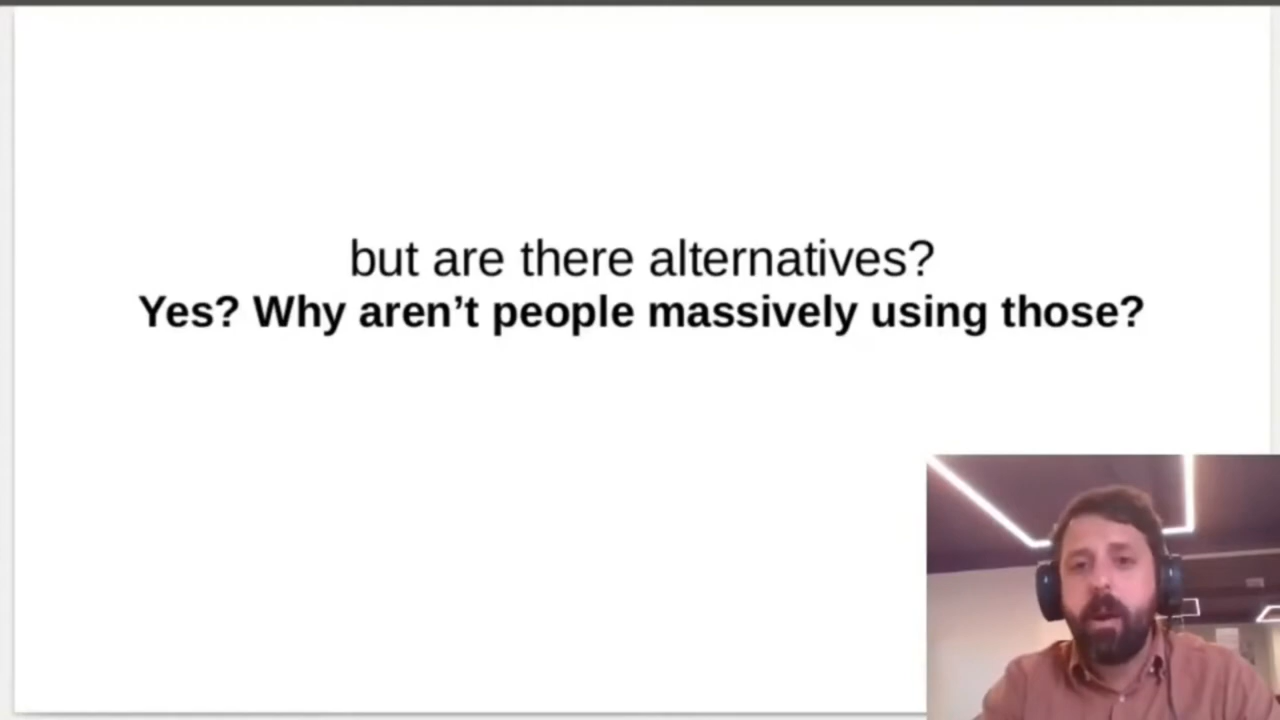 but are there alternatives?
Yes? Why aren’t people massively using those?